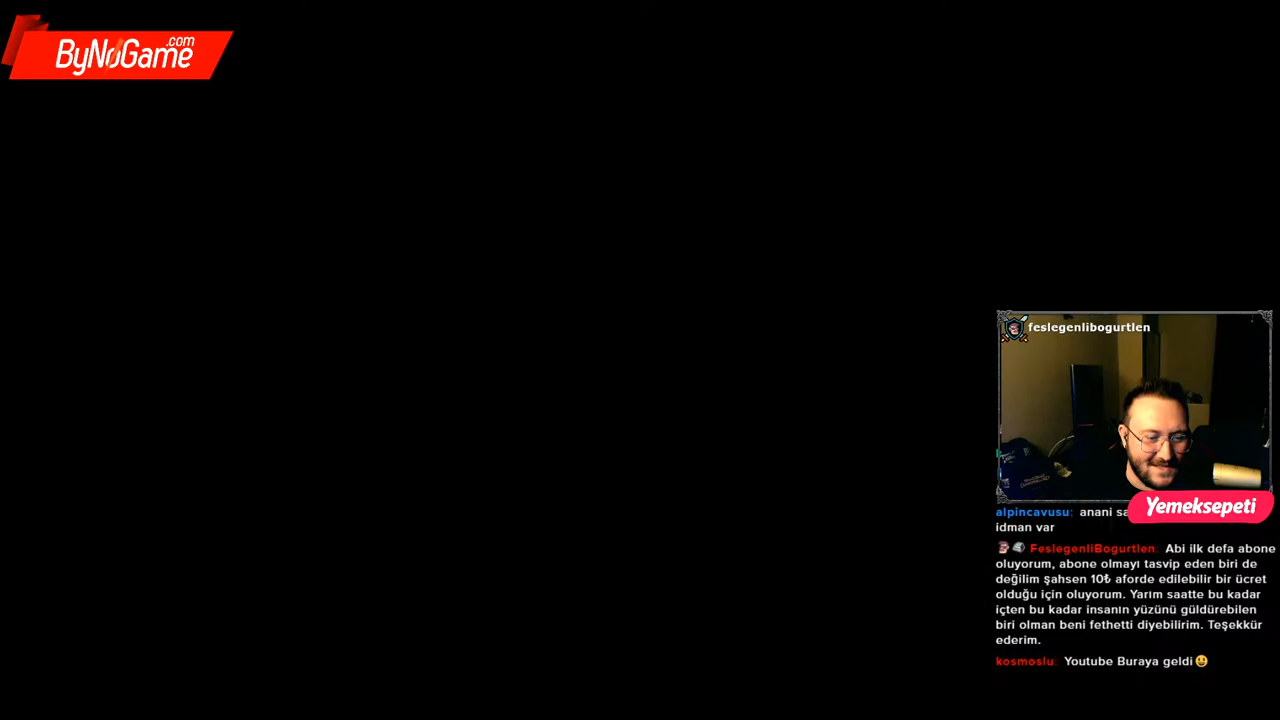 ByNoGame
.com
feslegenlibogurtlen
Yemeksepeti
alpincavusu: anani sa
idman var
FeslegenliBogurtlen: Abi ilk defa abone
oluyorum, abone olmayı tasvip eden biri de
değilim şahsen 10₺ aforde edilebilir bir ücret
olduğu için oluyorum. Yarım saatte bu kadar
içten bu kadar insanın yüzünü güldürebilen
biri olman beni fethetti diyebilirim. Teşekkür
ederim.
kosmoslu: Youtube Buraya geldi😃